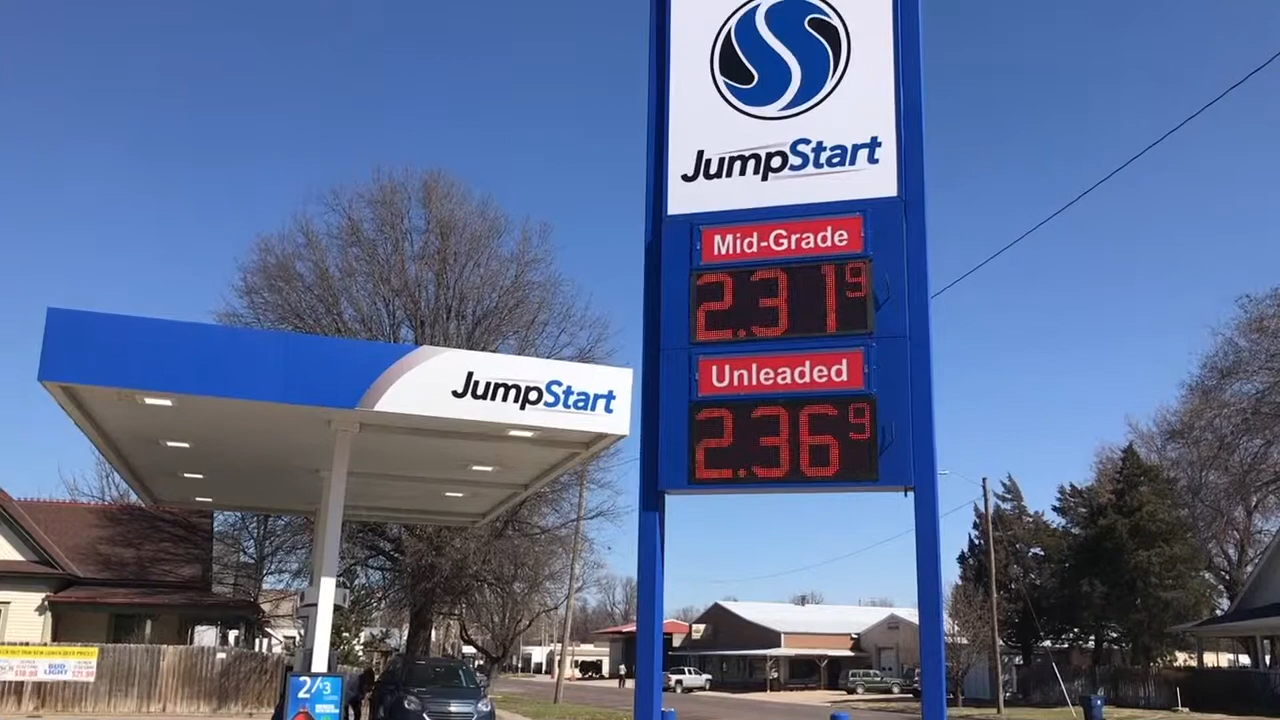 JumpStart
Mid-Grade
2.31 9
Unleaded
2.36 9
JumpStart
BUD
LIGHT
2/$3